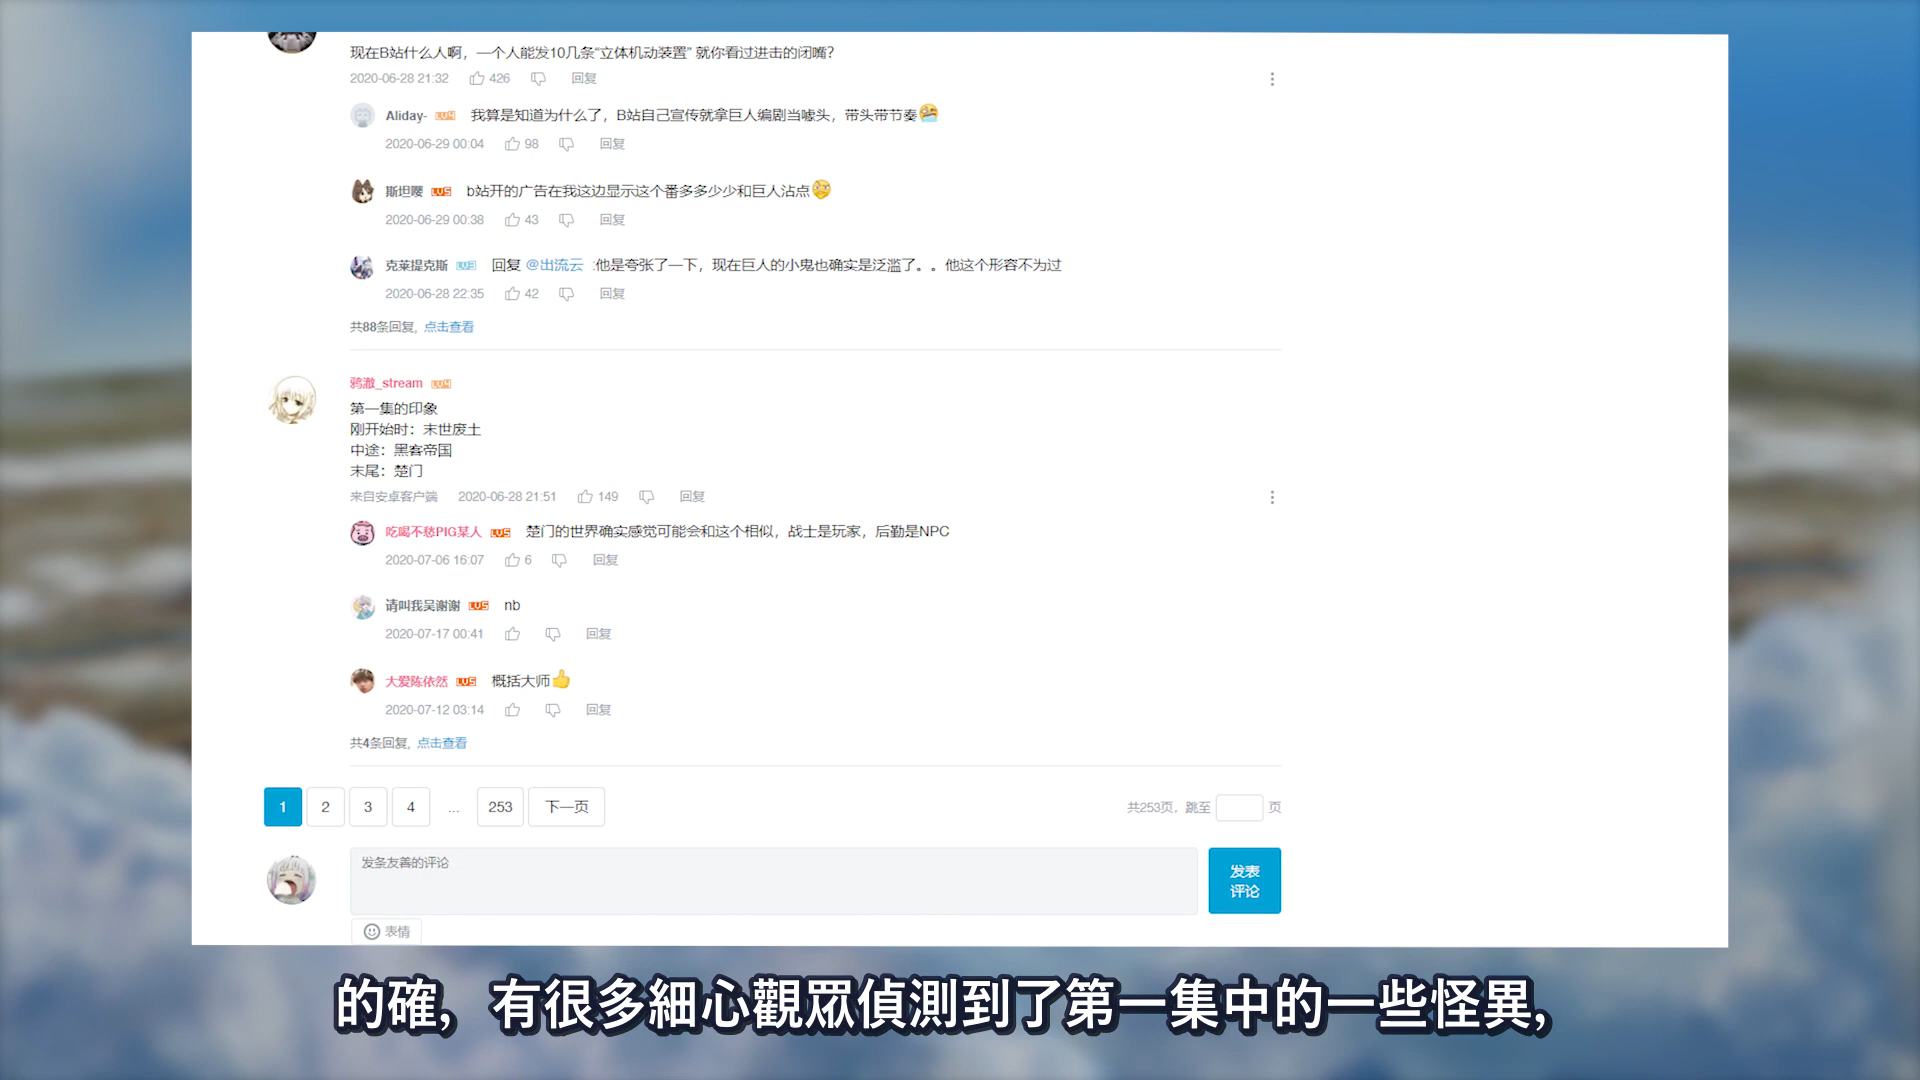 现在B站什么人啊，一个人能发10几条“立体机动装置” 就你看过进击的闭嘴？
2020-06-28 21:32 426 回复
Aliday- LV4 我算是知道为什么了，B站自己宣传就拿巨人编剧当噱头，带头带节奏
2020-06-29 00:04 98 回复
斯坦嘤 LV5 b站开的广告在我这边显示这个番多多少少和巨人沾点
2020-06-29 00:38 43 回复
克莱提克斯 回复 @出流云 :他是夸张了一下，现在巨人的小鬼也确实是泛滥了。。他这个形容不为过
2020-06-28 22:35 42 回复
共88条回复, 点击查看
鸦澈_stream LV4
第一集的印象
刚开始时：末世废土
中途：黑客帝国
末尾：楚门
来自安卓客户端 2020-06-28 21:51 149 回复
吃喝不愁PIG某人 LV5 楚门的世界确实感觉可能会和这个相似，战士是玩家，后勤是NPC
2020-07-06 16:07 6 回复
请叫我吴谢谢 LV5 nb
2020-07-17 00:41 回复
大爱陈依然 LV5 概括大师
2020-07-12 03:14 回复
共4条回复, 点击查看
1 2 3 4 ... 253 下一页 共253页, 跳至 页
发条友善的评论
发表
评论
表情
的確, 有很多細心觀眾偵測到了第一集中的一些怪異,